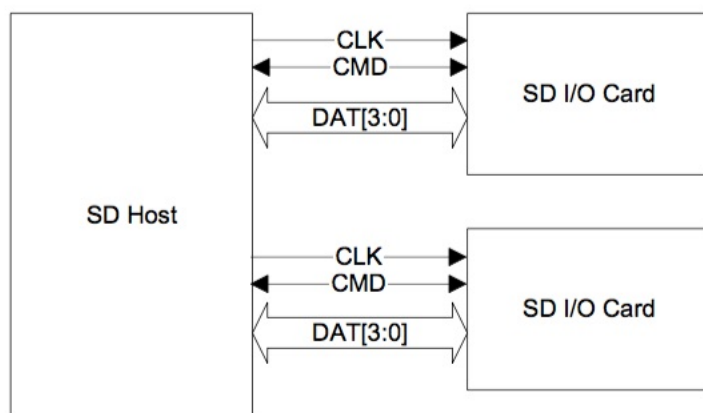 CLK
CMD
DAT[3:0]
SD I/O Card
SD Host
CLK
CMD
DAT[3:0]
SD I/O Card